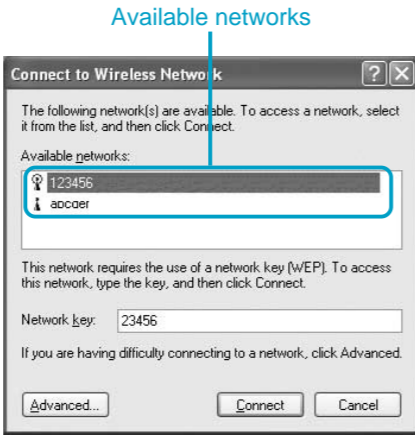 Available networks
Connect to Wireless Network
The following network(s) are available. To access a network, select
it from the list, and then click Connect.
Available networks:
123456
This network requires the use of a network key (WEP). To access
this network, type the key, and then click Connect.
Network key: 23456
If you are having difficulty connecting to a network, click Advanced.
Advanced... Connect Cancel